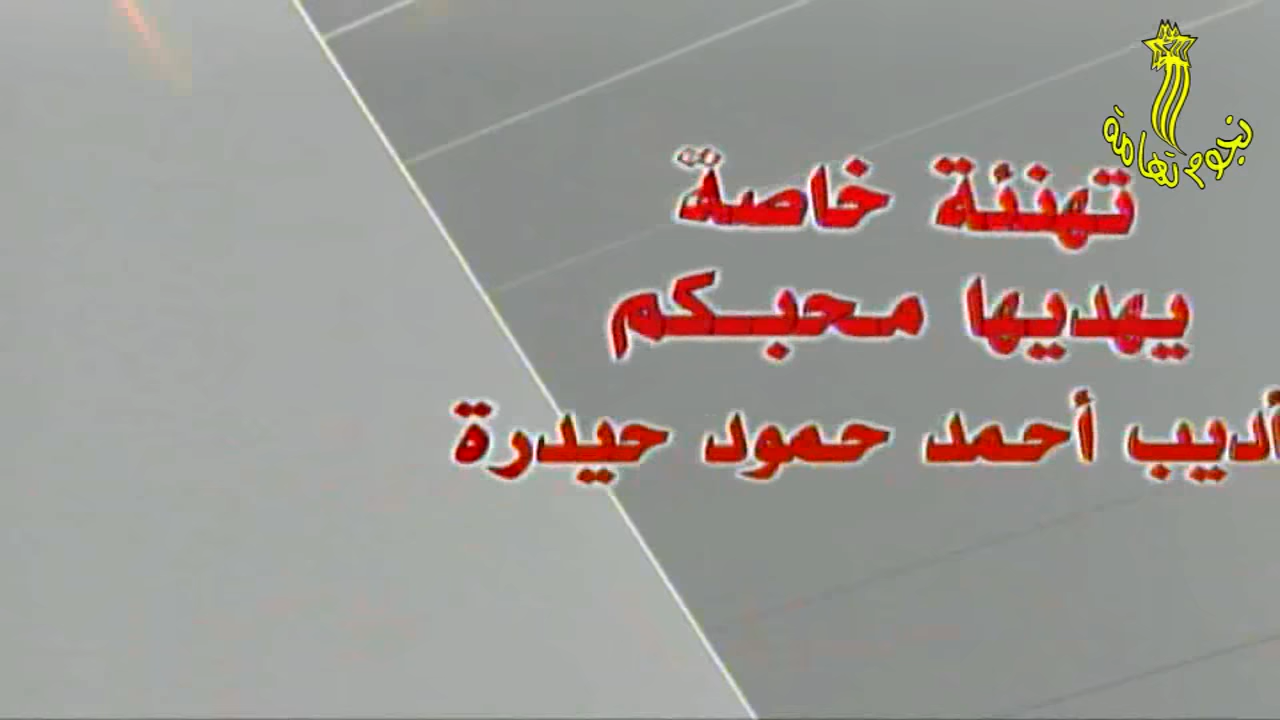 نجوم تهامة
تهنئة خاصة
يهديها محبكم
أديب أحمد حمود حيدرة